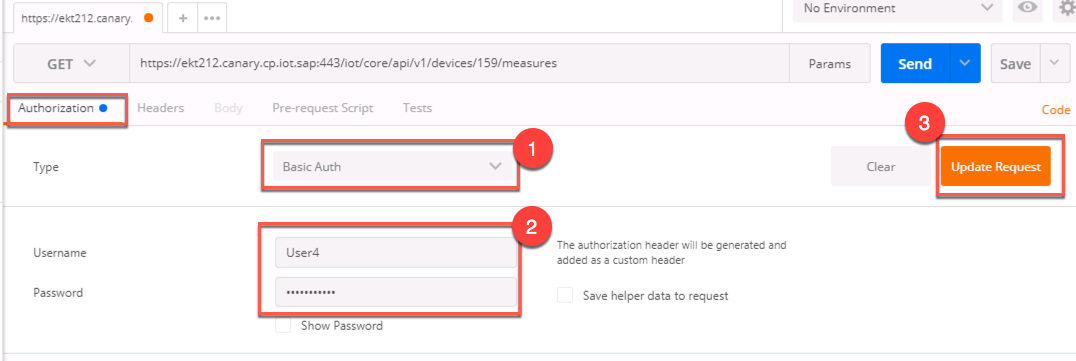 https://ekt212.canary.
+
•••
No Environment
GET
https://ekt212.canary.cp.iot.sap:443/iot/core/api/v1/devices/159/measures
Params
Send
Save
Authorization
Headers
Body
Pre-request Script
Tests
Code
Type
Basic Auth
1
Clear
3
Update Request
Username
User4
2
The authorization header will be generated and
added as a custom header
Password
•••••••••••
Save helper data to request
Show Password